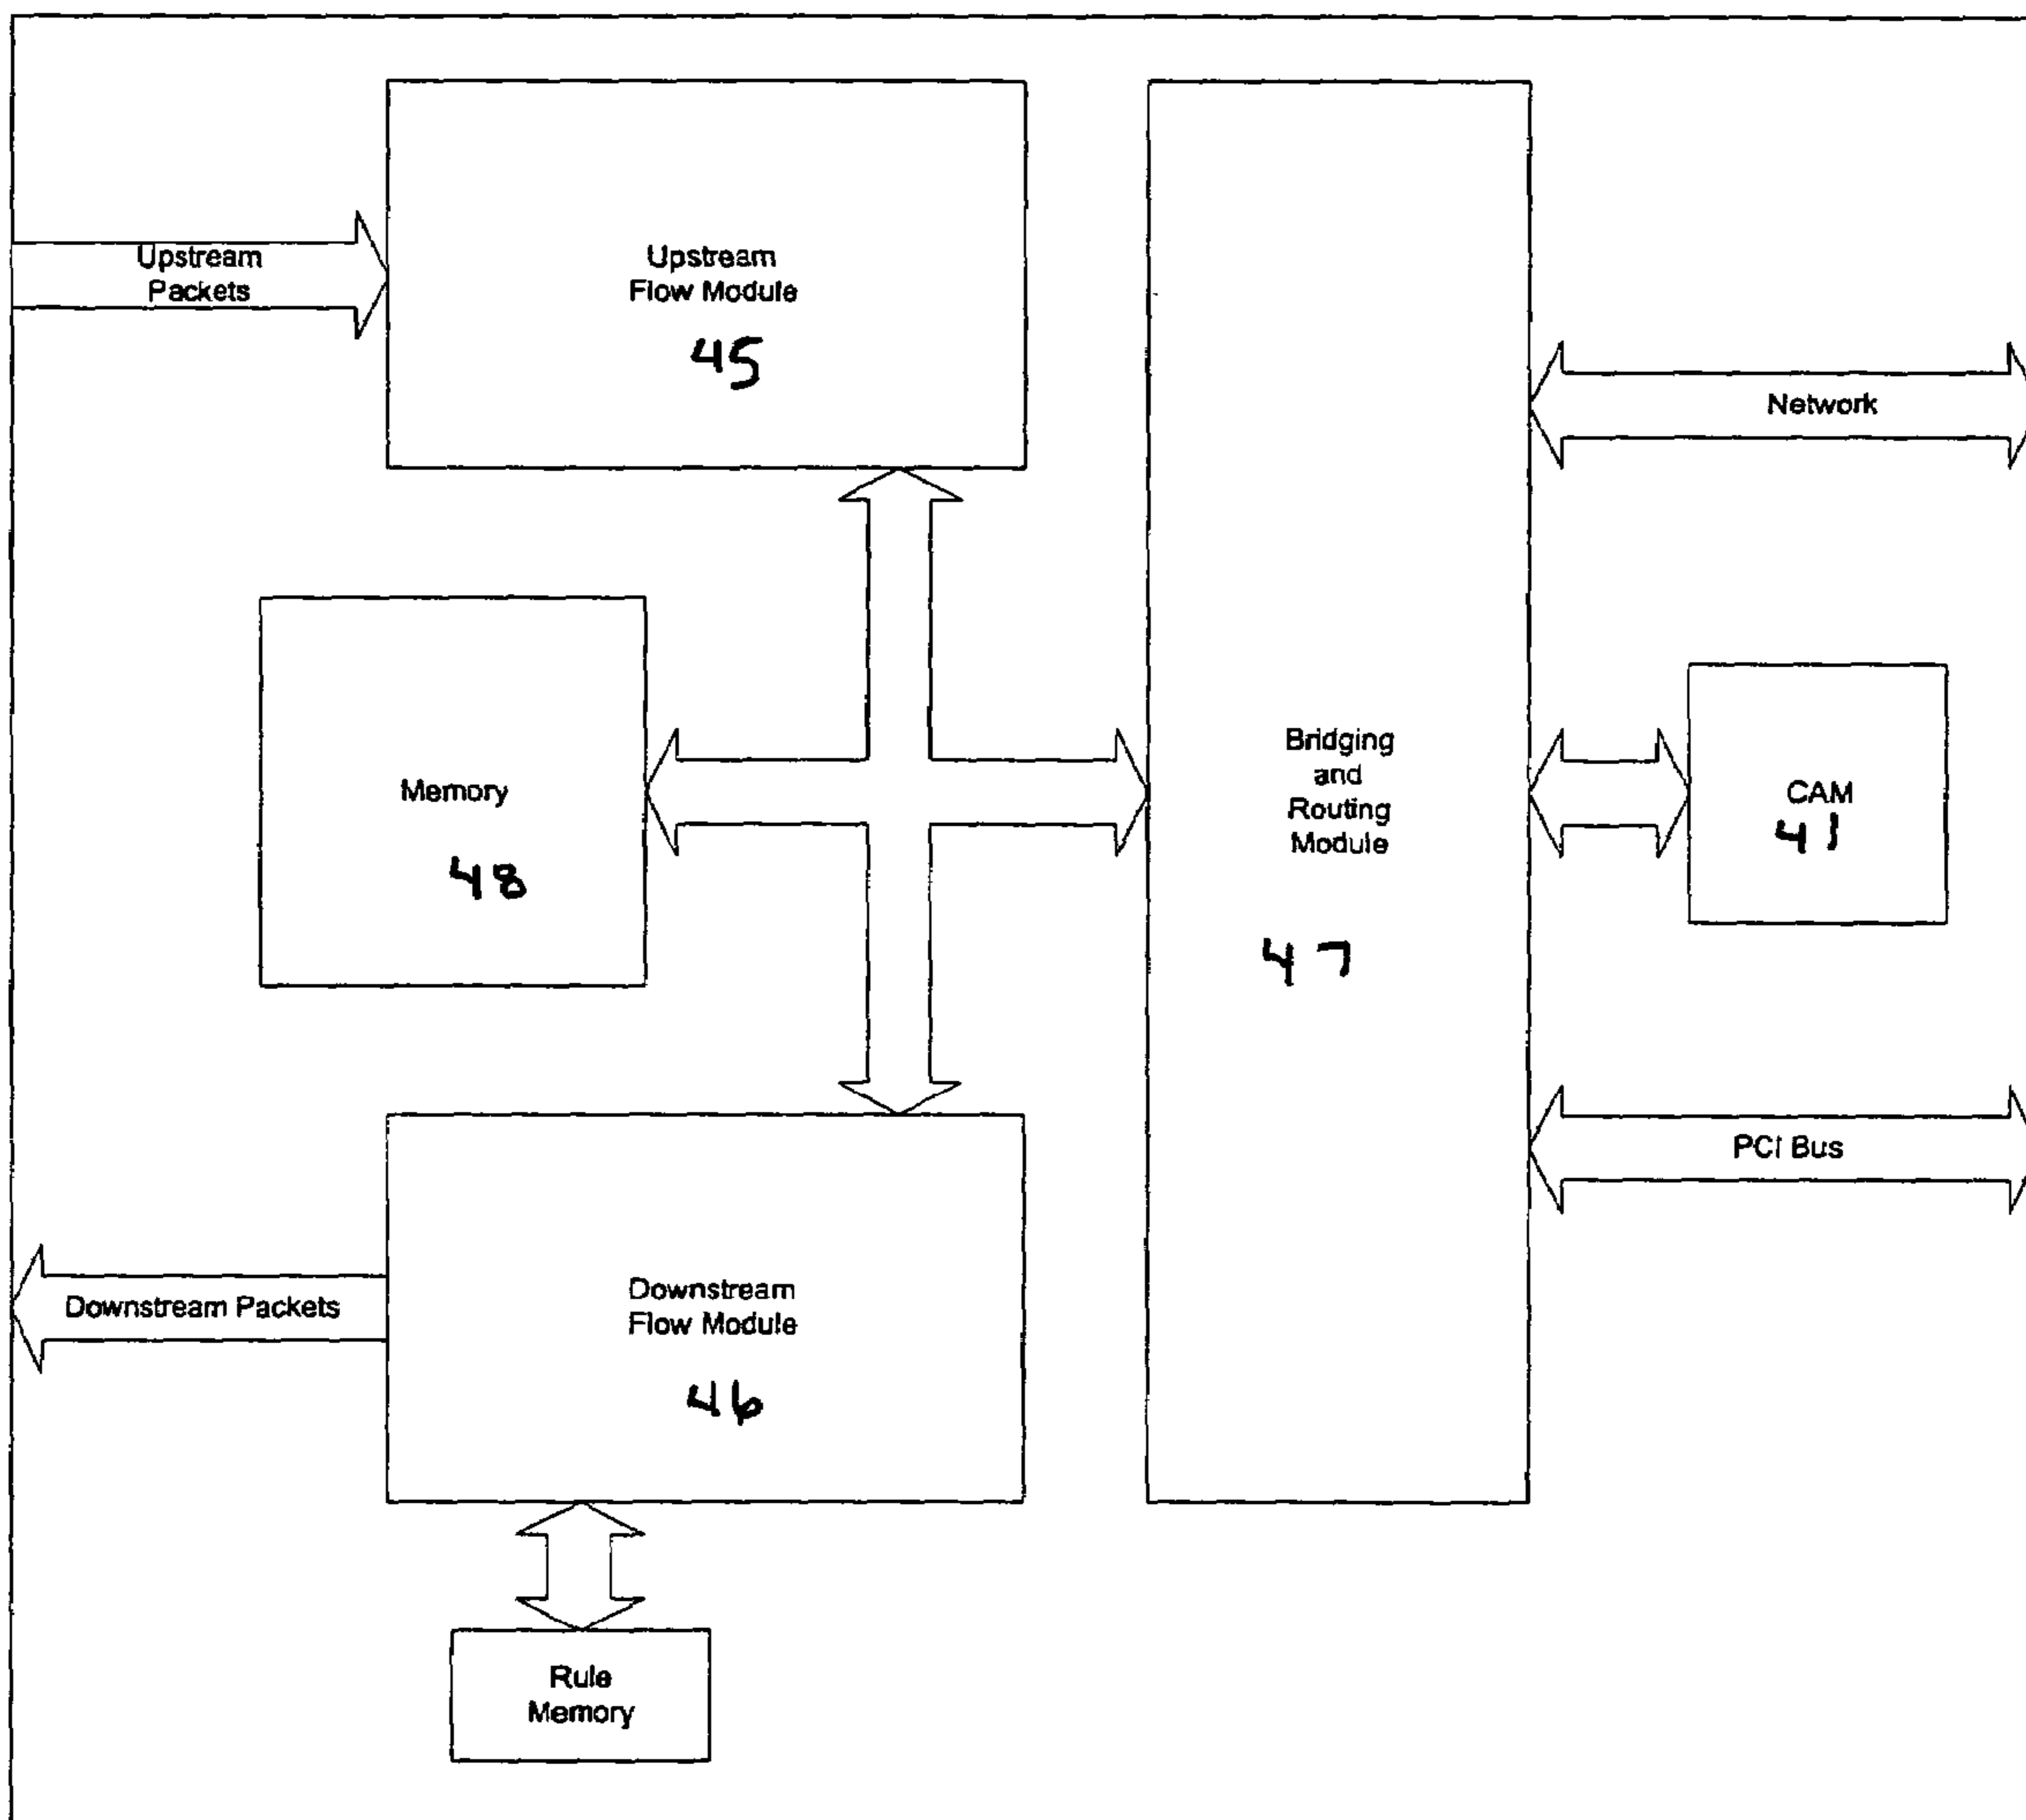 Upstream
Packets
Upstream
Flow Module
45
Network
Memory
48
Bridging
and
Routing
Module
47
CAM
41
PCI Bus
Downstream Packets
Downstream
Flow Module
46
Rule
Memory